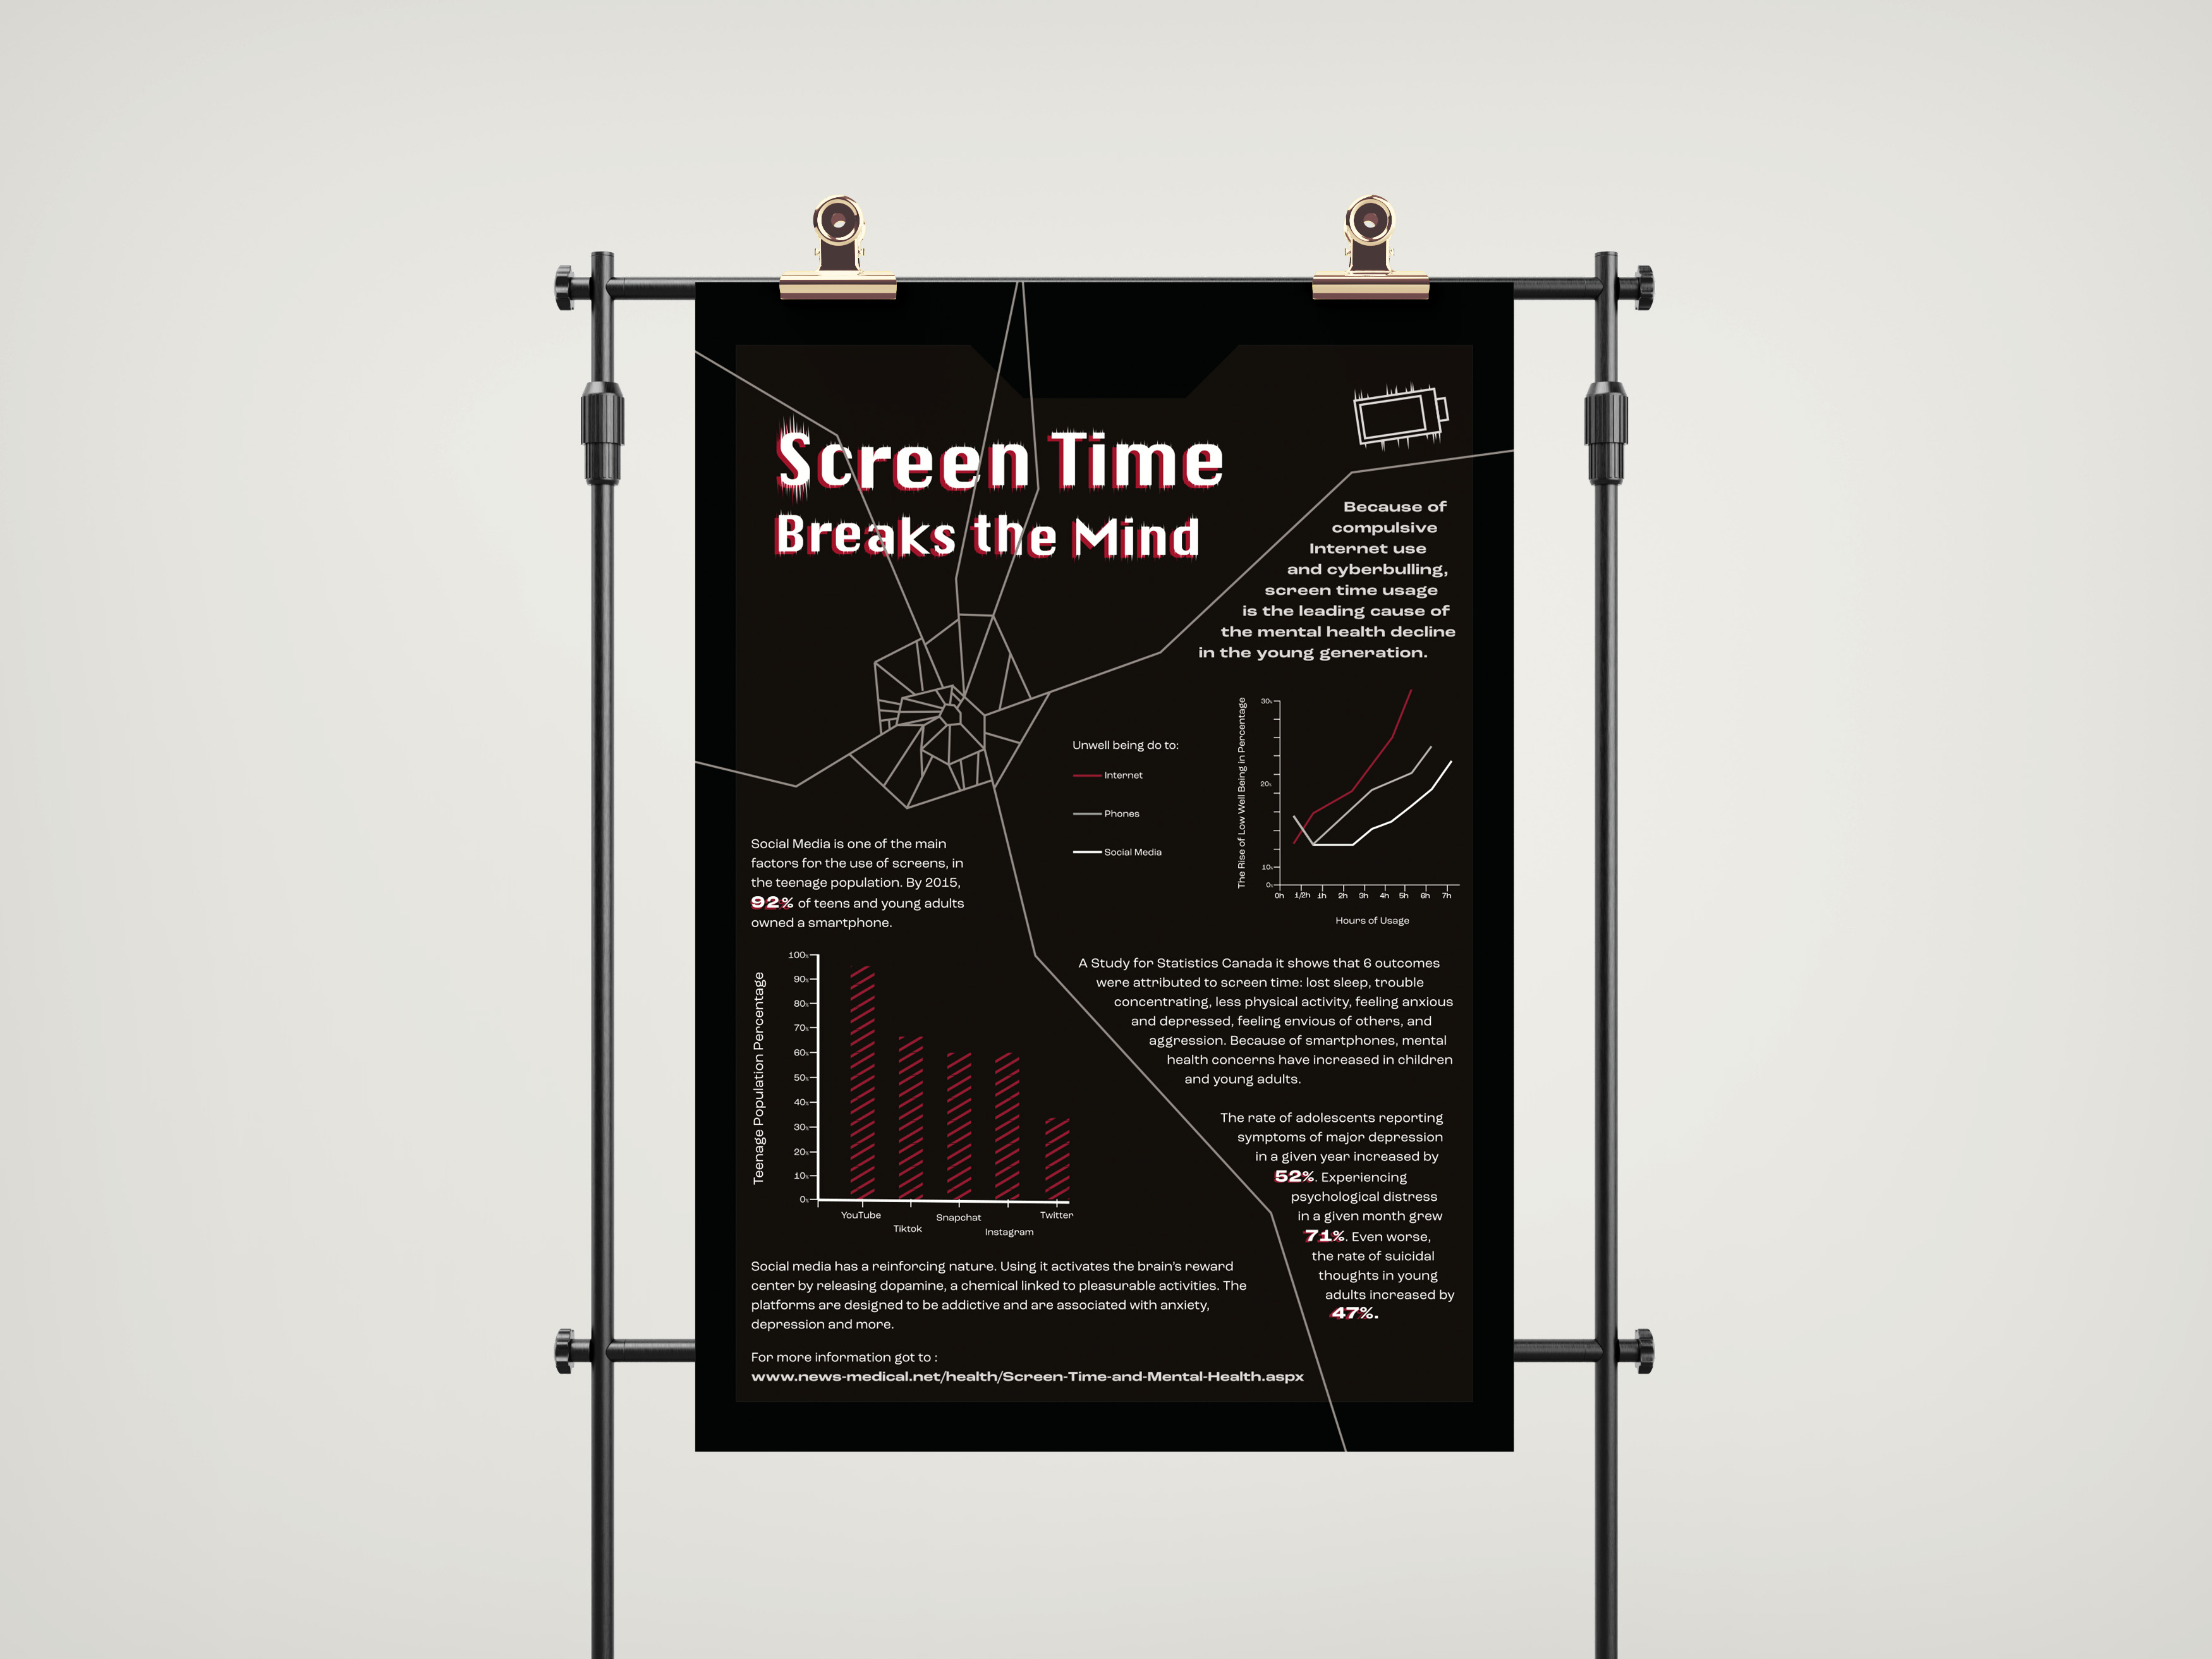 Screen Time
Breaks the Mind
Because of
compulsive
Internet use
and cyberbulling,
screen time usage
is the leading cause of
the mental health decline
in the young generation.
Unwell being do to:
Internet
Phones
Social Media
The Rise of Low Well Being in Percentage
30%
20%
10%
0%
0h 1/2h 1h 2h 3h 4h 5h 6h 7h
Hours of Usage
Social Media is one of the main
factors for the use of screens, in
the teenage population. By 2015,
92% of teens and young adults
owned a smartphone.
Teenage Population Percentage
100%
90%
80%
70%
60%
50%
40%
30%
20%
10%
0%
YouTube
Tiktok
Snapchat
Instagram
Twitter
A Study for Statistics Canada it shows that 6 outcomes
were attributed to screen time: lost sleep, trouble
concentrating, less physical activity, feeling anxious
and depressed, feeling envious of others, and
aggression. Because of smartphones, mental
health concerns have increased in children
and young adults.
The rate of adolescents reporting
symptoms of major depression
in a given year increased by
52%. Experiencing
psychological distress
in a given month grew
71%. Even worse,
the rate of suicidal
thoughts in young
adults increased by
47%.
Social media has a reinforcing nature. Using it activates the brain's reward
center by releasing dopamine, a chemical linked to pleasurable activities. The
platforms are designed to be addictive and are associated with anxiety,
depression and more.
For more information got to :
www.news-medical.net/health/Screen-Time-and-Mental-Health.aspx